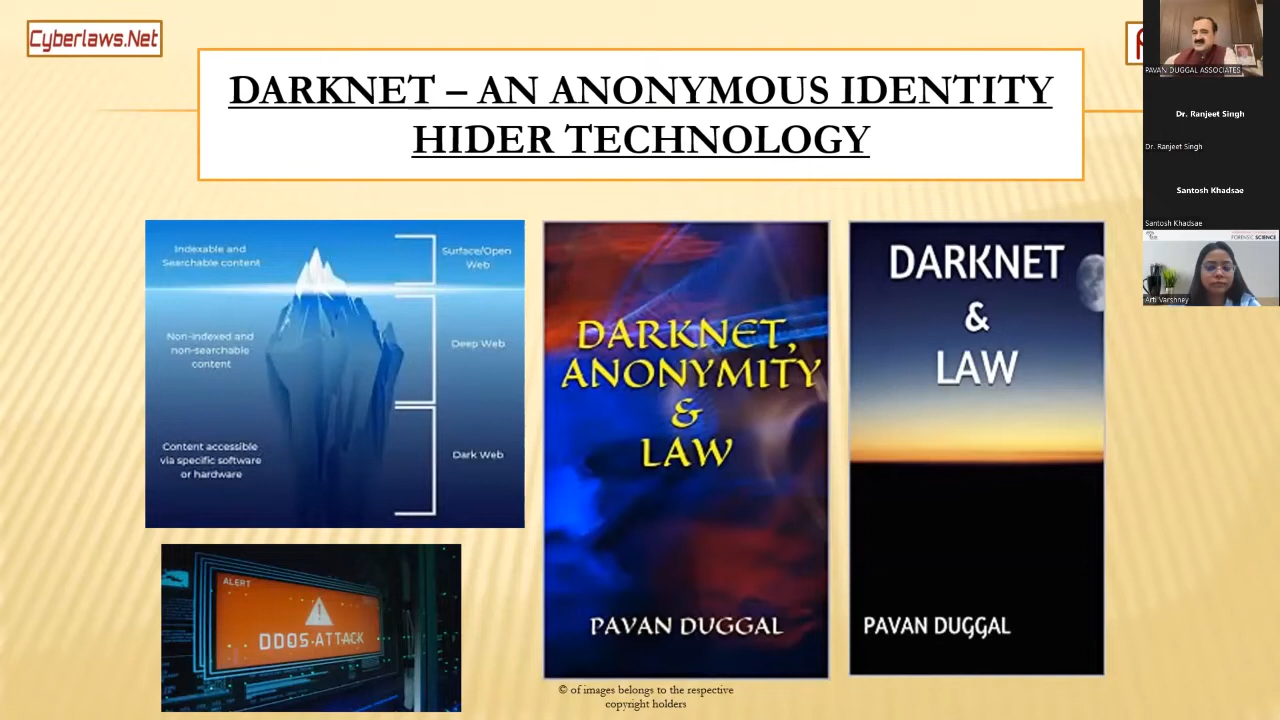 Cyberlaws.Net
DARKNET – AN ANONYMOUS IDENTITY
HIDER TECHNOLOGY
Indexable and
Searchable content
Surface/Open
Web
Non-indexed and
non-searchable
content
Deep Web
Content accessible
via specific software
or hardware
Dark Web
ALERT
DDOS ATTACK
DARKNET,
ANONYMITY
&
LAW
PAVAN DUGGAL
DARKNET
&
LAW
PAVAN DUGGAL
© of images belongs to the respective
copyright holders
PAVAN DUGGAL ASSOCIATES
Dr. Ranjeet Singh
Dr. Ranjeet Singh
Santosh Khadsae
Santosh Khadsae
FORENSIC SCIENCE
Arti Varshney